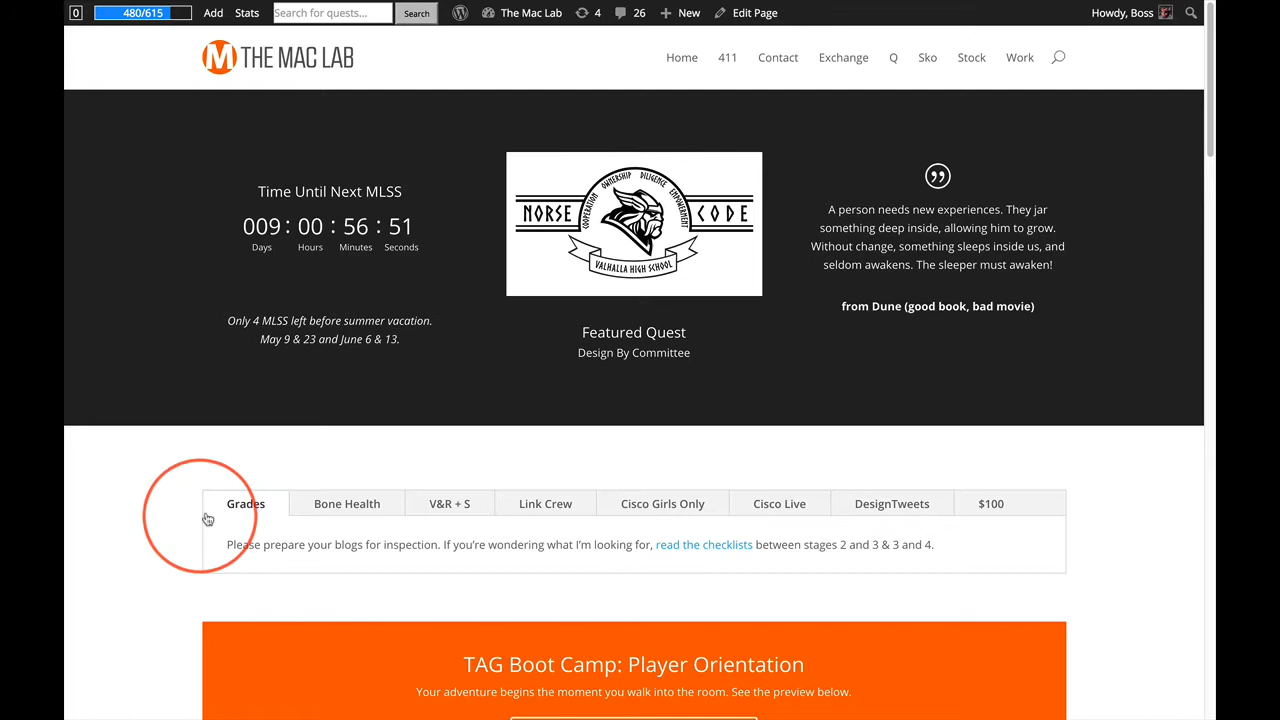 0 480/615 Add Stats Search for quests... Search The Mac Lab 4 26 New Edit Page Howdy, Boss
M THE MAC LAB
Home 411 Contact Exchange Q Sko Stock Work
Time Until Next MLSS
009 : 00 : 56 : 51
Days Hours Minutes Seconds
Only 4 MLSS left before summer vacation.
May 9 & 23 and June 6 & 13.
COOPERATION OWNERSHIP DILIGENCE EMPOWERMENT
NORSE CODE
VALHALLA HIGH SCHOOL
Featured Quest
Design By Committee
A person needs new experiences. They jar
something deep inside, allowing him to grow.
Without change, something sleeps inside us, and
seldom awakens. The sleeper must awaken!
from Dune (good book, bad movie)
Grades Bone Health V&R + S Link Crew Cisco Girls Only Cisco Live DesignTweets $100
Please prepare your blogs for inspection. If you’re wondering what I’m looking for, read the checklists between stages 2 and 3 & 3 and 4.
TAG Boot Camp: Player Orientation
Your adventure begins the moment you walk into the room. See the preview below.